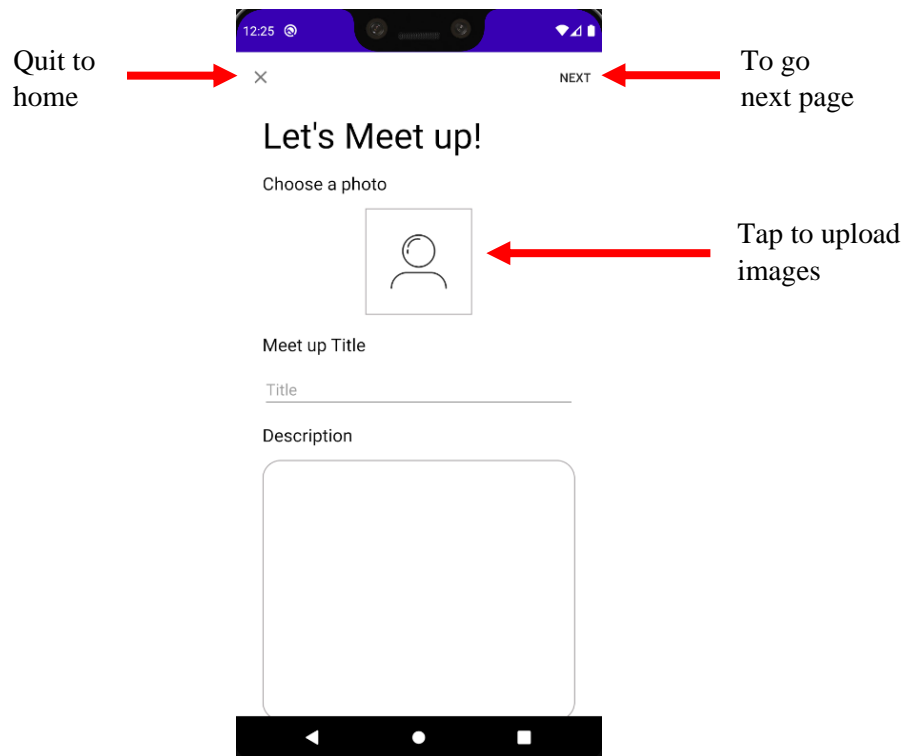 12:25
Quit to
home
NEXT
To go
next page
Let's Meet up!
Choose a photo
Tap to upload
images
Meet up Title
Title
Description